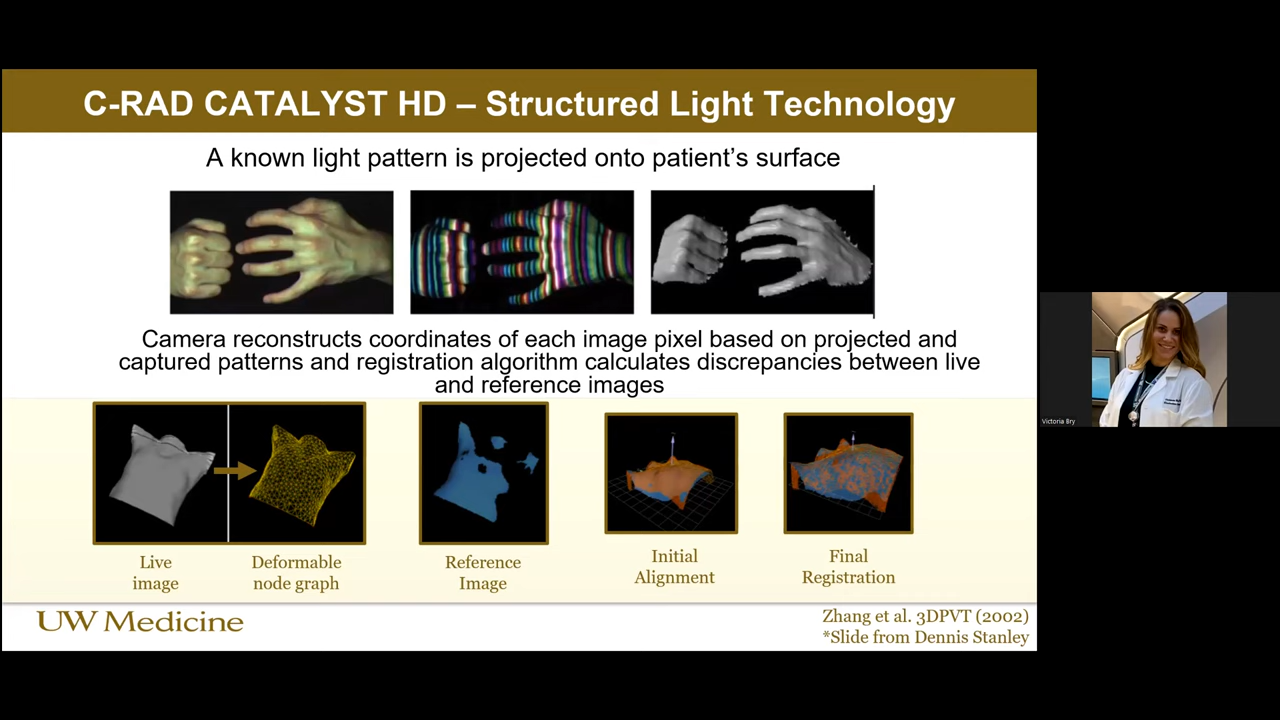 C-RAD CATALYST HD – Structured Light Technology
A known light pattern is projected onto patient's surface
Camera reconstructs coordinates of each image pixel based on projected and
captured patterns and registration algorithm calculates discrepancies between live
and reference images
Live
image
Deformable
node graph
Reference
Image
Initial
Alignment
Final
Registration
UW Medicine
Zhang et al. 3DPVT (2002)
*Slide from Dennis Stanley
Victoria Bry